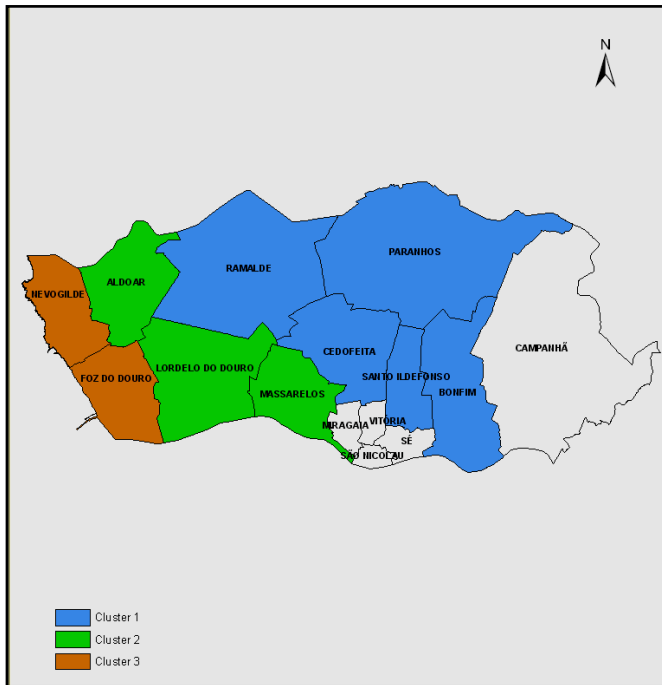 N
PARANHOS
RAMALDE
ALDOAR
NEVOGILDE
CAMPANHÃ
CEDOFEITA
LORDELO DO DOURO
SANTO ILDEFONSO
FOZ DO DOURO
MASSARELOS
BONFIM
VITÓRIA
MIRAGAIA
SÉ
SÃO NICOLAU
Cluster 1
Cluster 2
Cluster 3